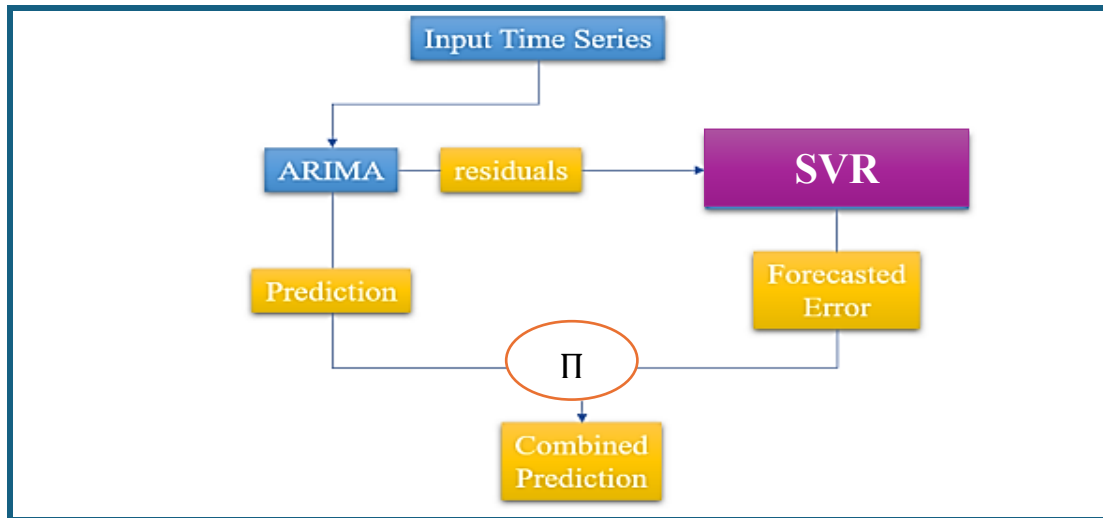 Input Time Series
ARIMA
residuals
SVR
Prediction
Forecasted
Error
Π
Combined
Prediction